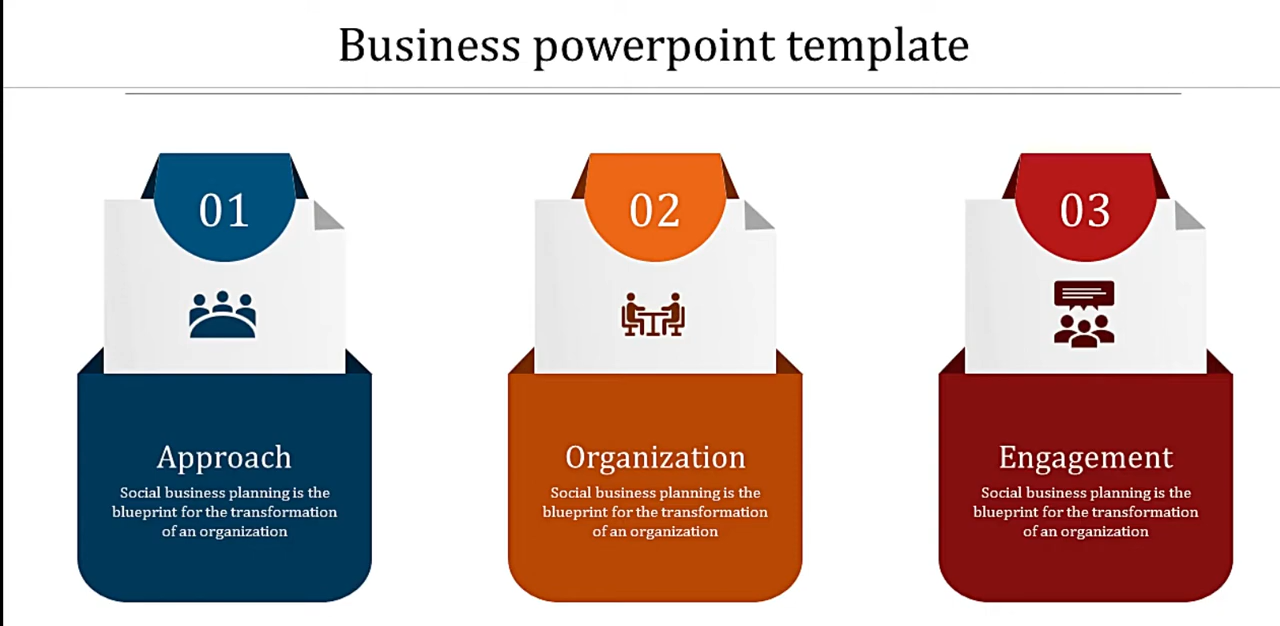 Business powerpoint template
01
02
03
Approach
Social business planning is the
blueprint for the transformation
of an organization
Organization
Social business planning is the
blueprint for the transformation
of an organization
Engagement
Social business planning is the
blueprint for the transformation
of an organization